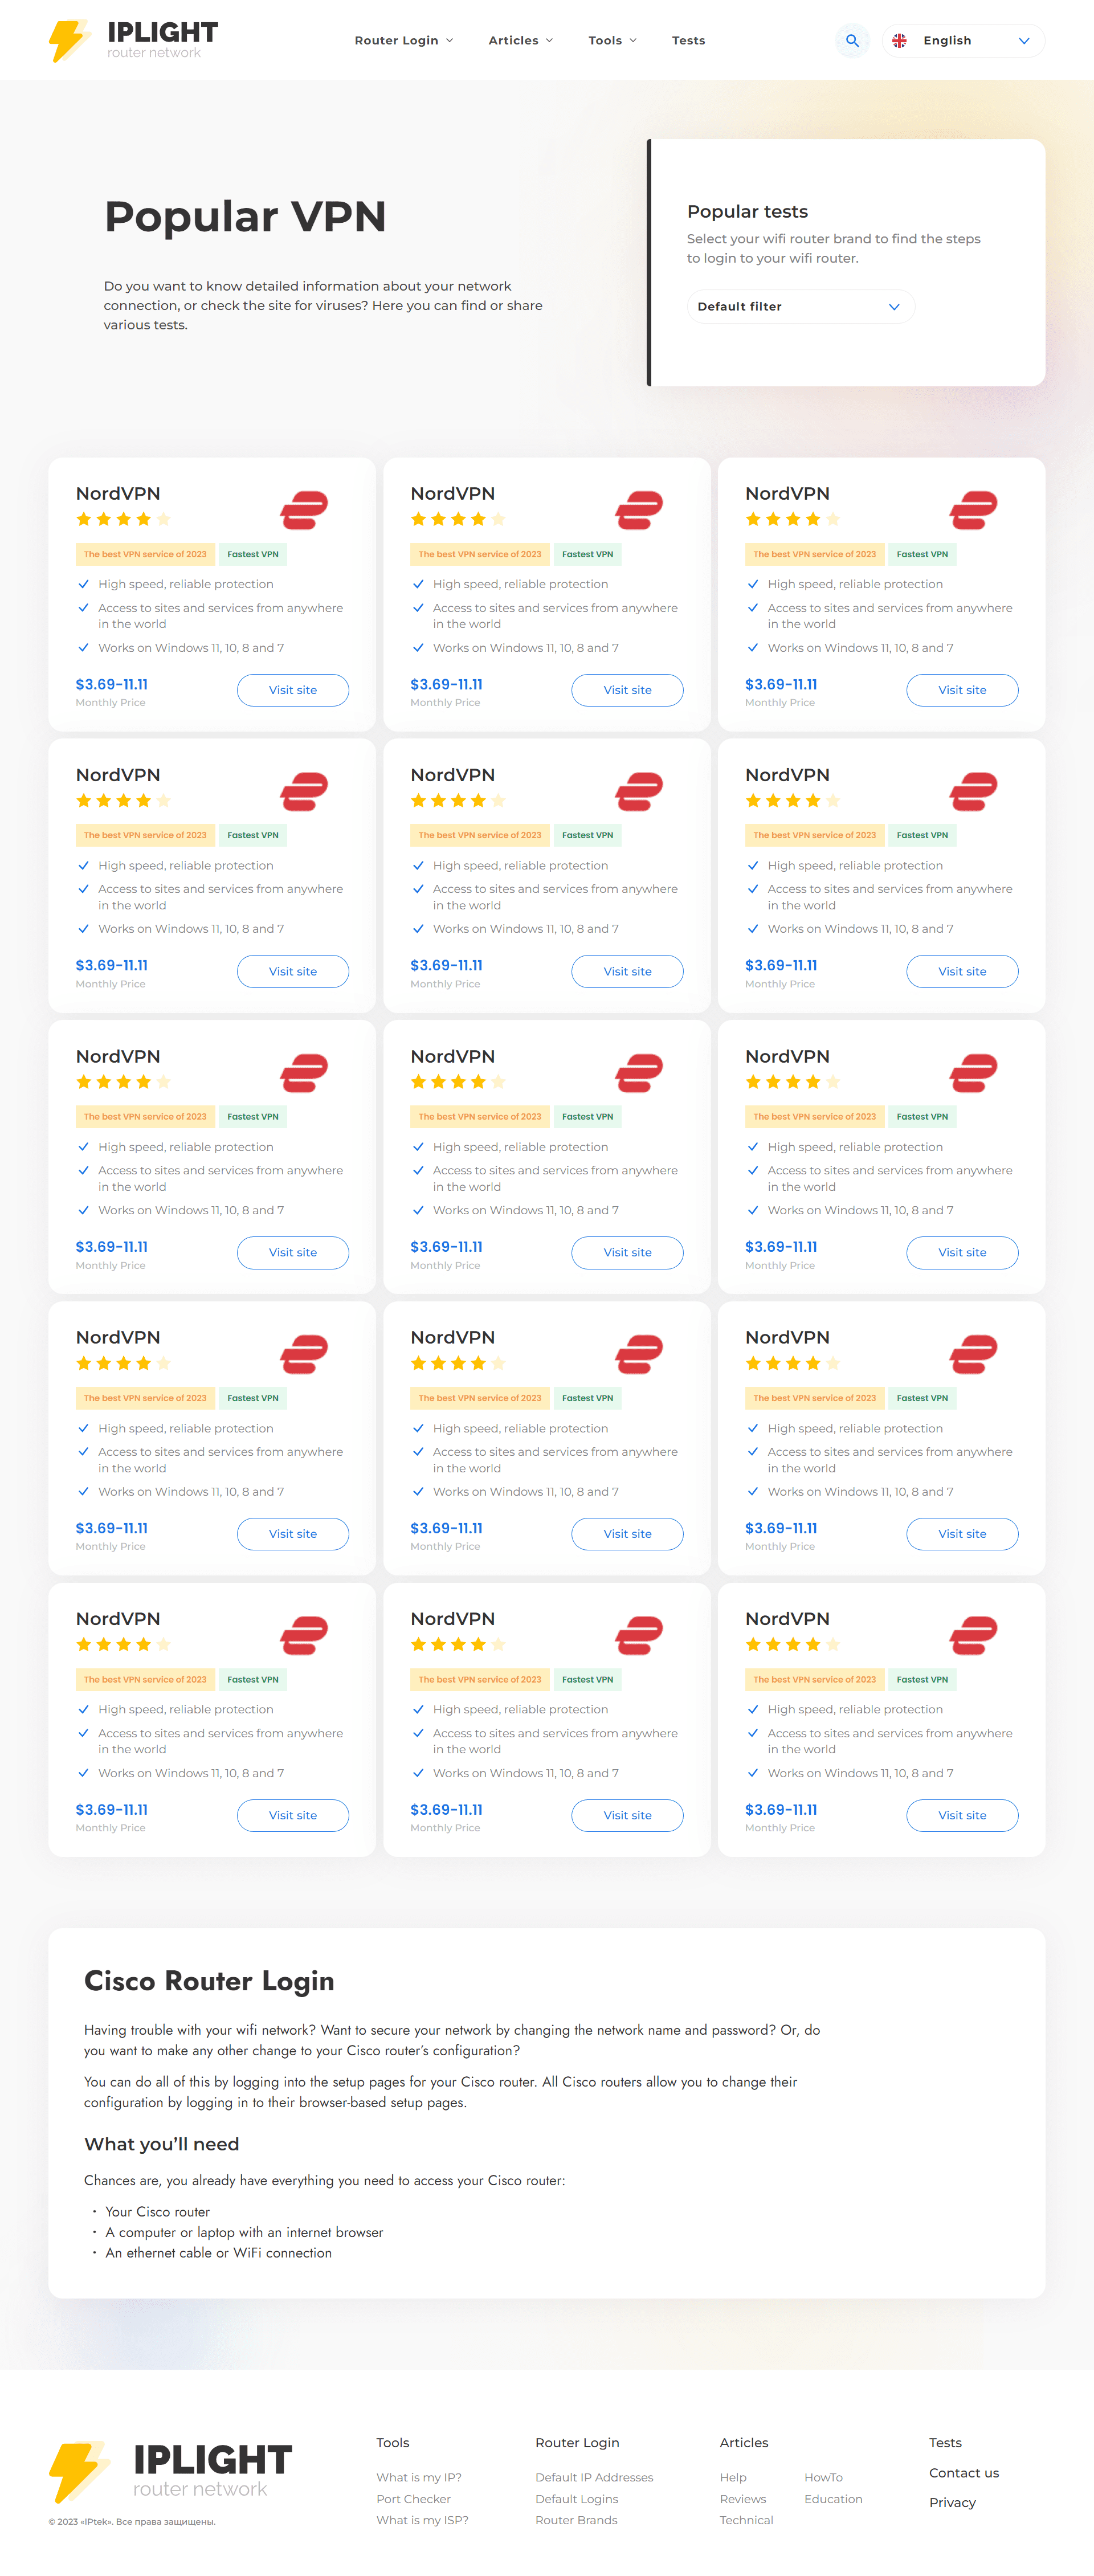 IPLIGHT
router network
Router Login
Articles
Tools
Tests
English
Popular VPN
Do you want to know detailed information about your network
connection, or check the site for viruses? Here you can find or share
various tests.
Popular tests
Select your wifi router brand to find the steps
to login to your wifi router.
Default filter
NordVPN
The best VPN service of 2023
Fastest VPN
High speed, reliable protection
Access to sites and services from anywhere
in the world
Works on Windows 11, 10, 8 and 7
$3.69-11.11
Monthly Price
Visit site
NordVPN
The best VPN service of 2023
Fastest VPN
High speed, reliable protection
Access to sites and services from anywhere
in the world
Works on Windows 11, 10, 8 and 7
$3.69-11.11
Monthly Price
Visit site
NordVPN
The best VPN service of 2023
Fastest VPN
High speed, reliable protection
Access to sites and services from anywhere
in the world
Works on Windows 11, 10, 8 and 7
$3.69-11.11
Monthly Price
Visit site
NordVPN
The best VPN service of 2023
Fastest VPN
High speed, reliable protection
Access to sites and services from anywhere
in the world
Works on Windows 11, 10, 8 and 7
$3.69-11.11
Monthly Price
Visit site
NordVPN
The best VPN service of 2023
Fastest VPN
High speed, reliable protection
Access to sites and services from anywhere
in the world
Works on Windows 11, 10, 8 and 7
$3.69-11.11
Monthly Price
Visit site
NordVPN
The best VPN service of 2023
Fastest VPN
High speed, reliable protection
Access to sites and services from anywhere
in the world
Works on Windows 11, 10, 8 and 7
$3.69-11.11
Monthly Price
Visit site
NordVPN
The best VPN service of 2023
Fastest VPN
High speed, reliable protection
Access to sites and services from anywhere
in the world
Works on Windows 11, 10, 8 and 7
$3.69-11.11
Monthly Price
Visit site
NordVPN
The best VPN service of 2023
Fastest VPN
High speed, reliable protection
Access to sites and services from anywhere
in the world
Works on Windows 11, 10, 8 and 7
$3.69-11.11
Monthly Price
Visit site
NordVPN
The best VPN service of 2023
Fastest VPN
High speed, reliable protection
Access to sites and services from anywhere
in the world
Works on Windows 11, 10, 8 and 7
$3.69-11.11
Monthly Price
Visit site
NordVPN
The best VPN service of 2023
Fastest VPN
High speed, reliable protection
Access to sites and services from anywhere
in the world
Works on Windows 11, 10, 8 and 7
$3.69-11.11
Monthly Price
Visit site
NordVPN
The best VPN service of 2023
Fastest VPN
High speed, reliable protection
Access to sites and services from anywhere
in the world
Works on Windows 11, 10, 8 and 7
$3.69-11.11
Monthly Price
Visit site
NordVPN
The best VPN service of 2023
Fastest VPN
High speed, reliable protection
Access to sites and services from anywhere
in the world
Works on Windows 11, 10, 8 and 7
$3.69-11.11
Monthly Price
Visit site
NordVPN
The best VPN service of 2023
Fastest VPN
High speed, reliable protection
Access to sites and services from anywhere
in the world
Works on Windows 11, 10, 8 and 7
$3.69-11.11
Monthly Price
Visit site
NordVPN
The best VPN service of 2023
Fastest VPN
High speed, reliable protection
Access to sites and services from anywhere
in the world
Works on Windows 11, 10, 8 and 7
$3.69-11.11
Monthly Price
Visit site
NordVPN
The best VPN service of 2023
Fastest VPN
High speed, reliable protection
Access to sites and services from anywhere
in the world
Works on Windows 11, 10, 8 and 7
$3.69-11.11
Monthly Price
Visit site
Cisco Router Login
Having trouble with your wifi network? Want to secure your network by changing the network name and password? Or, do
you want to make any other change to your Cisco router’s configuration?
You can do all of this by logging into the setup pages for your Cisco router. All Cisco routers allow you to change their
configuration by logging in to their browser-based setup pages.
What you’ll need
Chances are, you already have everything you need to access your Cisco router:
• Your Cisco router
• A computer or laptop with an internet browser
• An ethernet cable or WiFi connection
IPLIGHT
router network
© 2023 «IPtek». Все права защищены.
Tools
What is my IP?
Port Checker
What is my ISP?
Router Login
Default IP Addresses
Default Logins
Router Brands
Articles
Help
Reviews
Technical
HowTo
Education
Tests
Contact us
Privacy